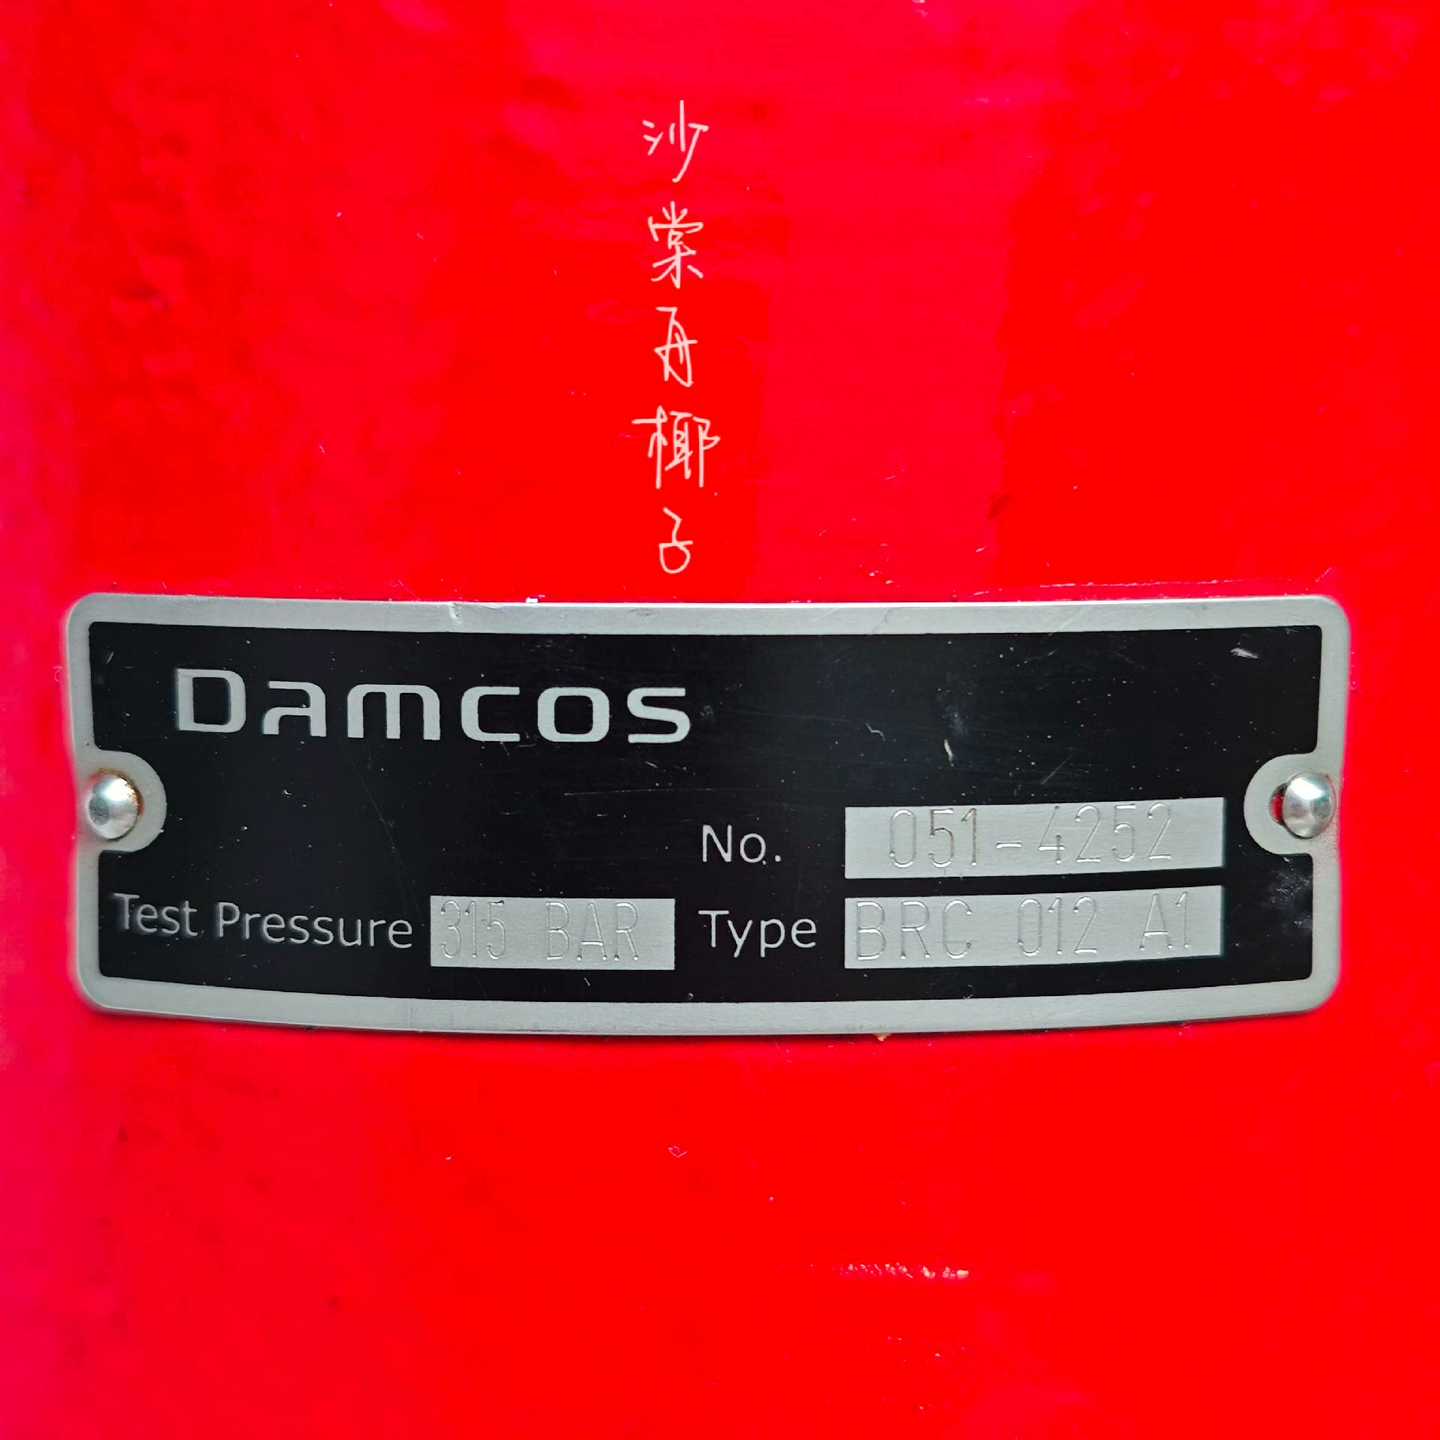 沙棠再椰子
DAMCOS
No. 051-4252
Test Pressure 315 BAR Type BRC 012 A1